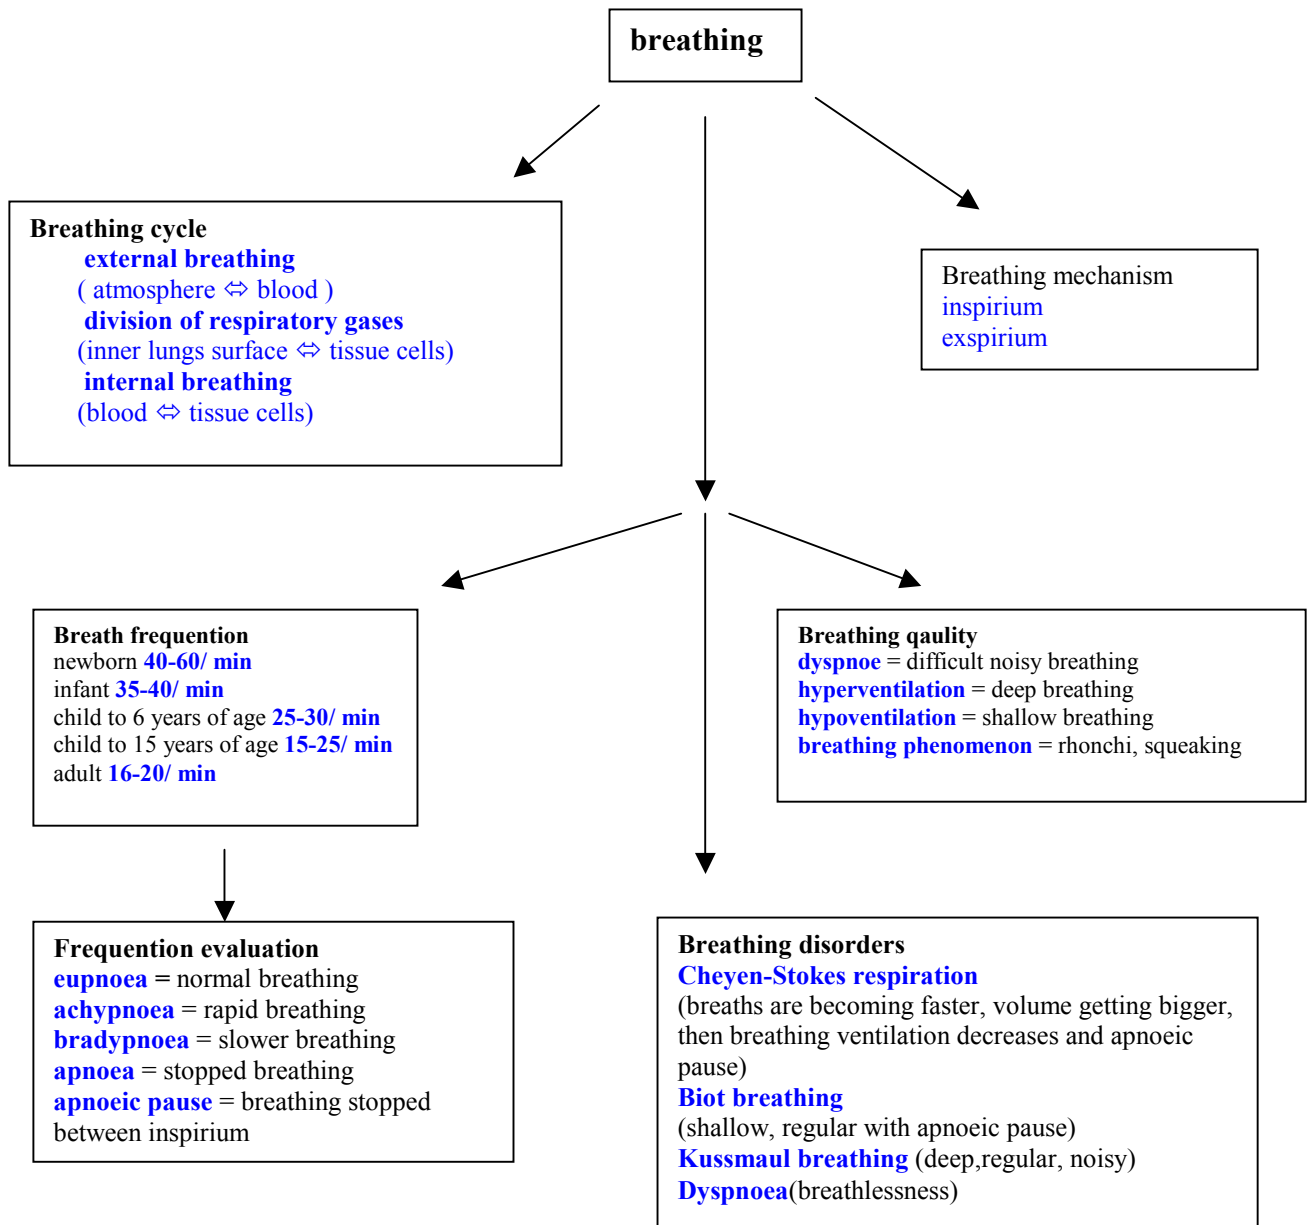 breathing
Breathing cycle
external breathing
( atmosphere ⇔ blood )
division of respiratory gases
(inner lungs surface ⇔ tissue cells)
internal breathing
(blood ⇔ tissue cells)
Breathing mechanism
inspirium
exspirium
Breath frequention
newborn 40-60/ min
infant 35-40/ min
child to 6 years of age 25-30/ min
child to 15 years of age 15-25/ min
adult 16-20/ min
Breathing qaulity
dyspnoe = difficult noisy breathing
hyperventilation = deep breathing
hypoventilation = shallow breathing
breathing phenomenon = rhonchi, squeaking
Frequention evaluation
eupnoea = normal breathing
achypnoea = rapid breathing
bradypnoea = slower breathing
apnoea = stopped breathing
apnoeic pause = breathing stopped
between inspirium
Breathing disorders
Cheyen-Stokes respiration
(breaths are becoming faster, volume getting bigger,
then breathing ventilation decreases and apnoeic
pause)
Biot breathing
(shallow, regular with apnoeic pause)
Kussmaul breathing (deep,regular, noisy)
Dyspnoea(breathlessness)